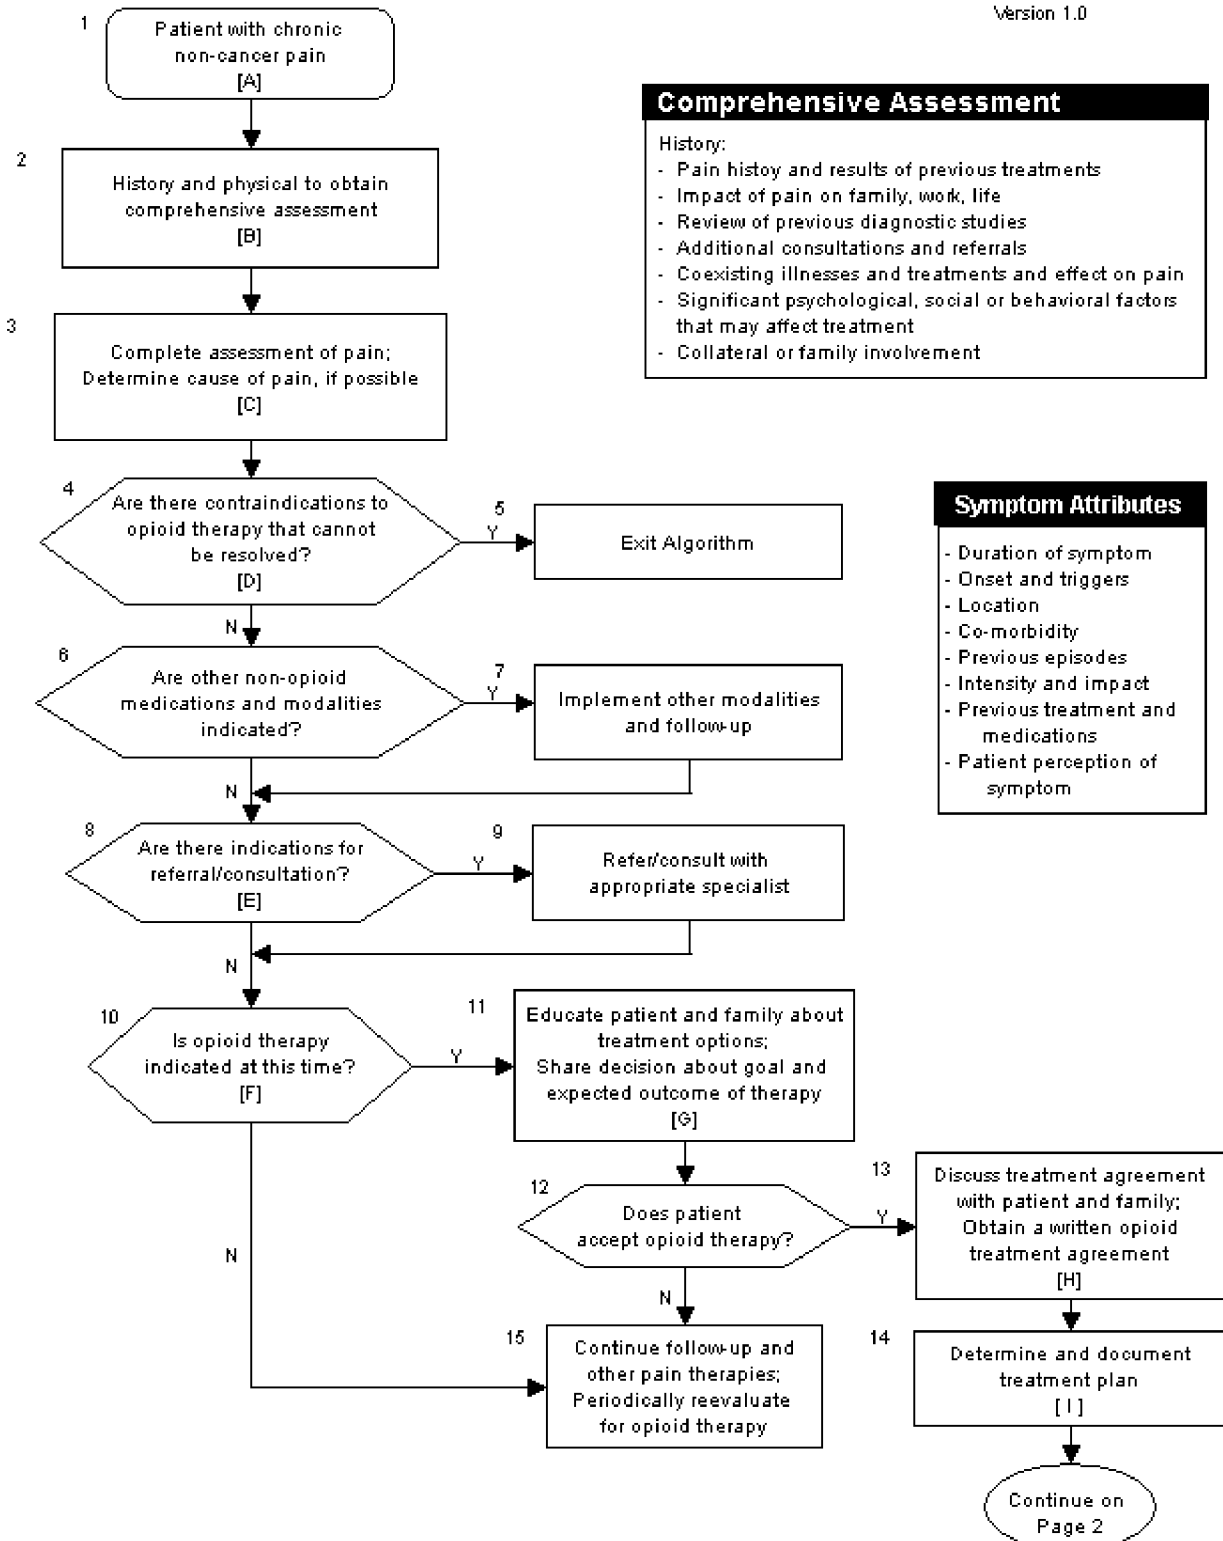 Version 1.0
1
Patient with chronic
non-cancer pain
[A]
2
History and physical to obtain
comprehensive assessment
[B]
3
Complete assessment of pain;
Determine cause of pain, if possible
[C]
Comprehensive Assessment
History:
- Pain histoy and results of previous treatments
- Impact of pain on family, work, life
- Review of previous diagnostic studies
- Additional consultations and referrals
- Coexisting illnesses and treatments and effect on pain
- Significant psychological, social or behavioral factors
that may affect treatment
- Collateral or family involvement
4
Are there contraindications to
opioid therapy that cannot
be resolved?
[D]
Y
N
5
Exit Algorithm
Symptom Attributes
- Duration of symptom
- Onset and triggers
- Location
- Co-morbidity
- Previous episodes
- Intensity and impact
- Previous treatment and
medications
- Patient perception of
symptom
6
Are other non-opioid
medications and modalities
indicated?
Y
N
7
Implement other modalities
and follow-up
8
Are there indications for
referral/consultation?
[E]
Y
N
9
Refer/consult with
appropriate specialist
10
Is opioid therapy
indicated at this time?
[F]
Y
N
11
Educate patient and family about
treatment options;
Share decision about goal and
expected outcome of therapy
[G]
12
Does patient
accept opioid therapy?
Y
N
13
Discuss treatment agreement
with patient and family;
Obtain a written opioid
treatment agreement
[H]
14
Determine and document
treatment plan
[I]
15
Continue follow-up and
other pain therapies;
Periodically reevaluate
for opioid therapy
Continue on
Page 2